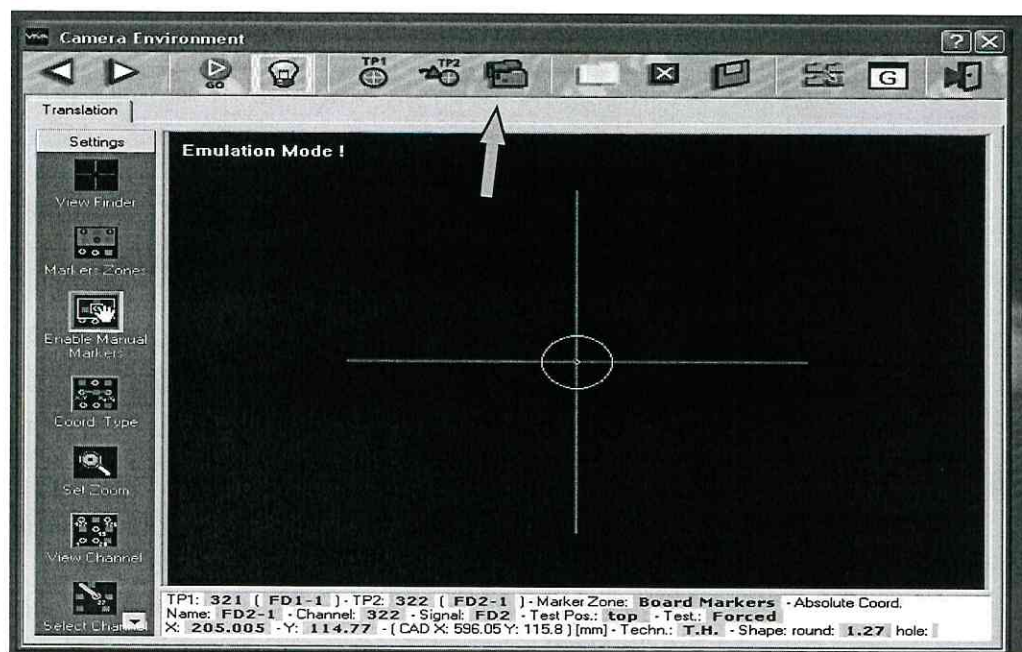 VIVA Camera Environment
?
GO
TP1
TP2
G
Translation
Settings
Emulation Mode !
View Finder
Markers Zones
Enable Manual
Markers
Coord. Type
Set Zoom
View Channel
Select Channel
TP1: 321 ( FD1-1 ) - TP2: 322 ( FD2-1 ) - Marker Zone: Board Markers - Absolute Coord.
Name: FD2-1 - Channel: 322 - Signal: FD2 - Test Pos.: top - Test.: Forced
X: 205.005 - Y: 114.77 - ( CAD X: 596.05 Y: 115.8 ) [mm] - Techn.: T.H. - Shape: round: 1.27 hole: